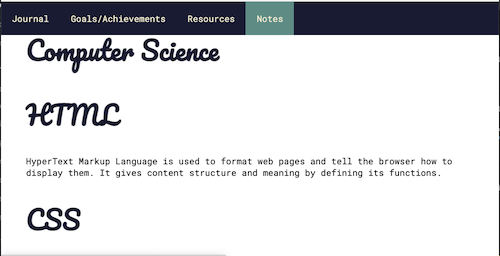 Journal Goals/Achievements Resources Notes
Computer Science
HTML
HyperText Markup Language is used to format web pages and tell the browser how to
display them. It gives content structure and meaning by defining its functions.
CSS